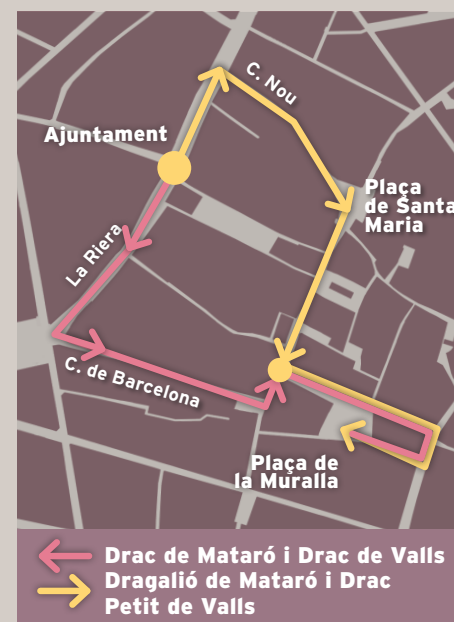 C. Nou
Ajuntament
Plaça
de Santa
Maria
La Riera
C. de Barcelona
Plaça de
la Muralla
Drac de Mataró i Drac de Valls
Dragalió de Mataró i Drac
Petit de Valls